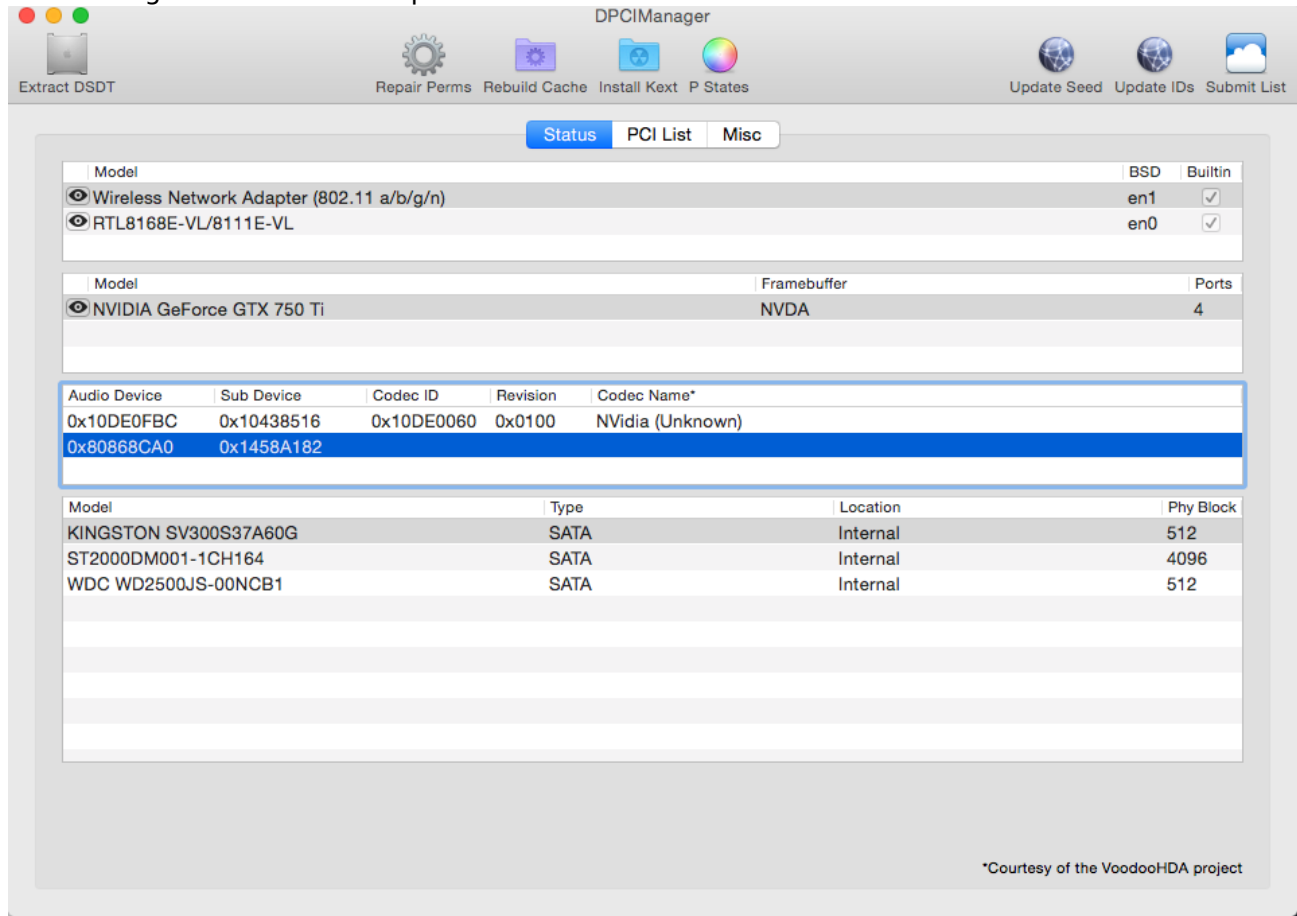 DPCIManager
Extract DSDT Repair Perms Rebuild Cache Install Kext P States Update Seed Update IDs Submit List
Status PCI List Misc
Model BSD Builtin
Wireless Network Adapter (802.11 a/b/g/n) en1
RTL8168E-VL/8111E-VL en0
Model Framebuffer Ports
NVIDIA GeForce GTX 750 Ti NVDA 4
Audio Device Sub Device Codec ID Revision Codec Name*
0x10DE0FBC 0x10438516 0x10DE0060 0x0100 NVidia (Unknown)
0x80868CA0 0x1458A182
Model Type Location Phy Block
KINGSTON SV300S37A60G SATA Internal 512
ST2000DM001-1CH164 SATA Internal 4096
WDC WD2500JS-00NCB1 SATA Internal 512
*Courtesy of the VoodooHDA project